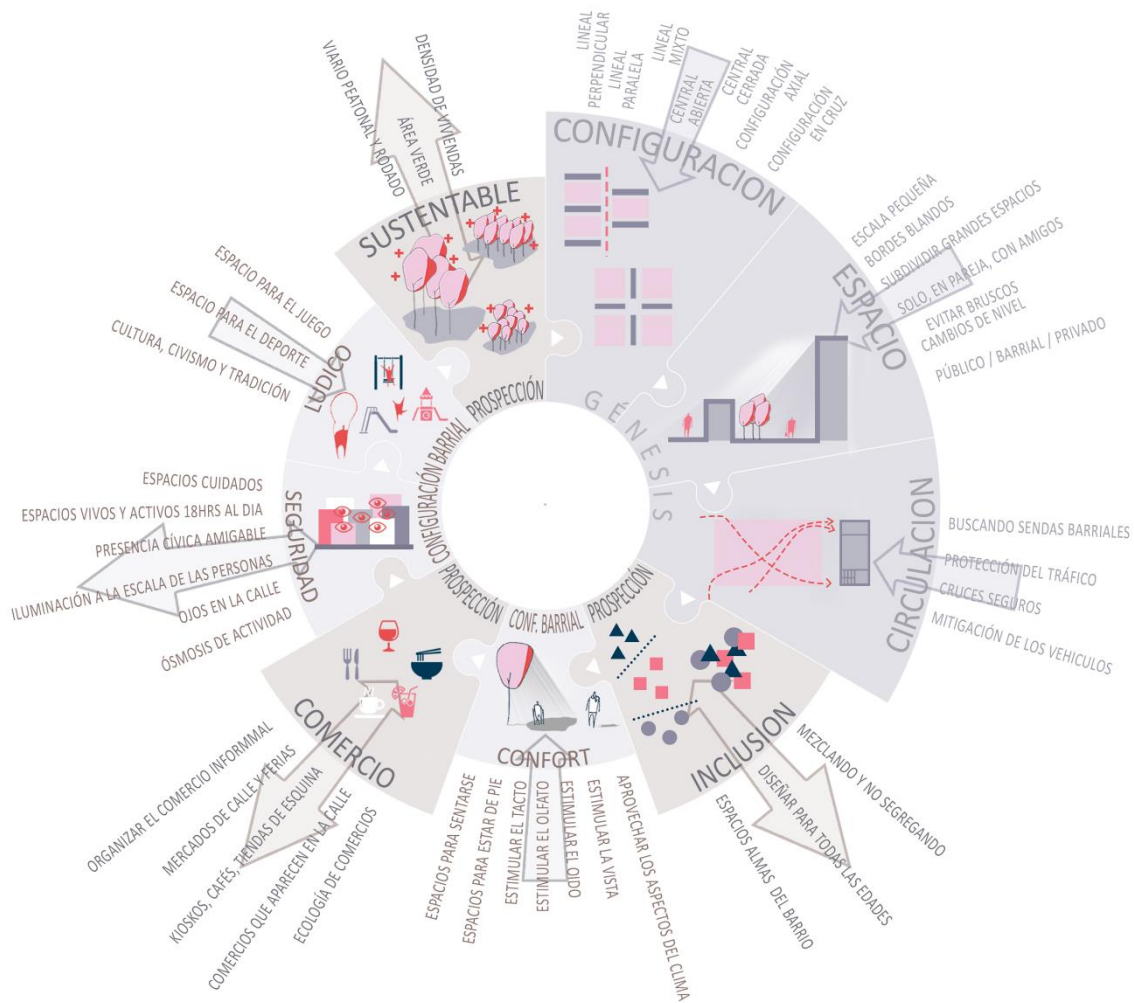 LINEAL
PERPENDICULAR
LINEAL
PARALELA
LINEAL
MIXTO
CENTRAL
ABIERTA
CENTRAL
CERRADA
CONFIGURACIÓN
AXIAL
CONFIGURACIÓN
EN CRUZ
CONFIGURACION
ESCALA PEQUEÑA
BORDES BLANDOS
SUBDIVIDIR GRANDES ESPACIOS
SOLO, EN PAREJA, CON AMIGOS
EVITAR BRUSCOS
CAMBIOS DE NIVEL
PÚBLICO / BARRIAL / PRIVADO
ESPACIO
BUSCANDO SENDAS BARRIALES
PROTECCIÓN DEL TRÁFICO
CRUCES SEGUROS
MITIGACIÓN DE LOS VEHICULOS
CIRCULACION
GÉNESIS
MEZCLANDO Y NO SEGREGANDO
DISEÑAR PARA TODAS LAS EDADES
ESPACIOS ALMAS DEL BARRIO
INCLUSION
PROSPECCIÓN
APROVECHAR LOS ASPECTOS DEL CLIMA
ESTIMULAR LA VISTA
ESTIMULAR EL OIDO
ESTIMULAR EL OLFATO
ESTIMULAR EL TACTO
ESPACIOS PARA ESTAR DE PIE
ESPACIOS PARA SENTARSE
CONFORT
CONF. BARRIAL
ECOLOGÍA DE COMERCIOS
COMERCIOS QUE APARECEN EN LA CALLE
KIOSKOS, CAFÉS, TIENDAS DE ESQUINA
MERCADOS DE CALLE Y FERIAS
ORGANIZAR EL COMERCIO INFORMMAL
COMERCIO
PROSPECCIÓN
ESPACIOS CUIDADOS
ESPACIOS VIVOS Y ACTIVOS 18HRS AL DIA
PRESENCIA CÍVICA AMIGABLE
ILUMINACIÓN A LA ESCALA DE LAS PERSONAS
OJOS EN LA CALLE
ÓSMOSIS DE ACTIVIDAD
SEGURIDAD
CONFIGURACIÓN BARRIAL
ESPACIO PARA EL JUEGO
ESPACIO PARA EL DEPORTE
CULTURA, CIVISMO Y TRADICIÓN
LUDICO
VIARIO PEATONAL Y RODADO
ÁREA VERDE
DENSIDAD DE VIVIENDAS
SUSTENTABLE
PROSPECCIÓN